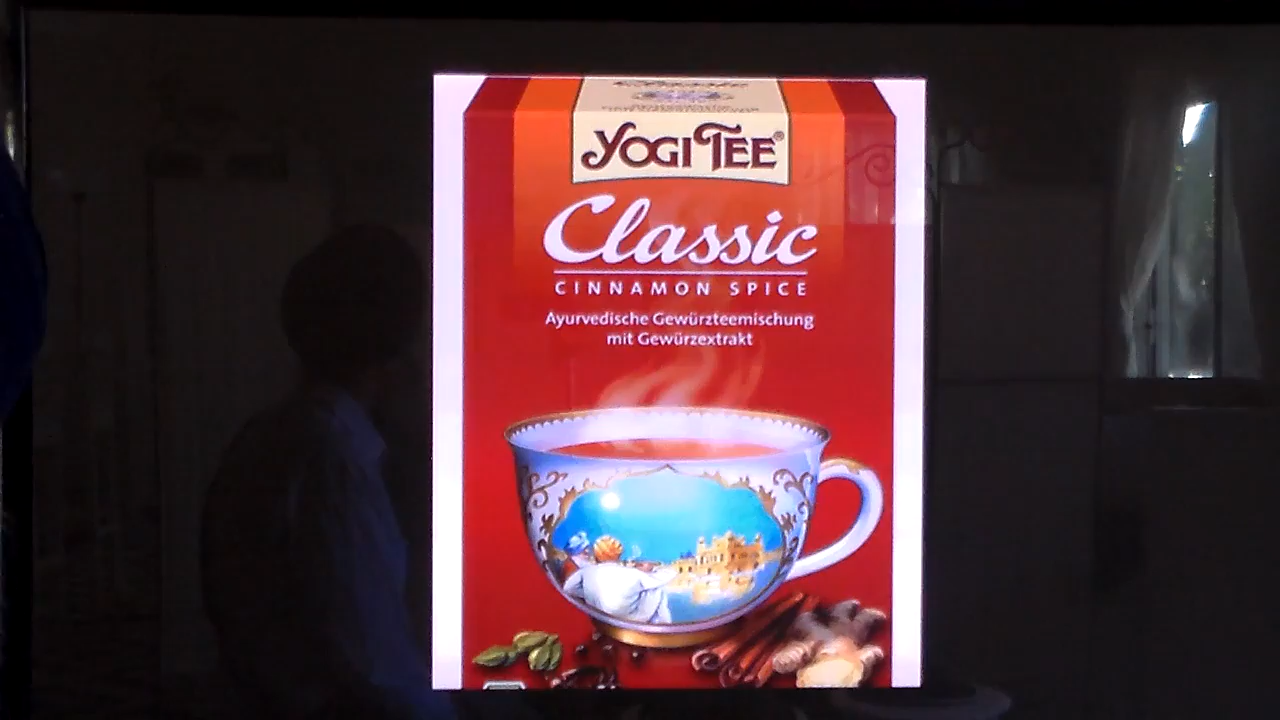 YOGI TEE®
Classic
CINNAMON SPICE
Ayurvedische Gewürzteemischung
mit Gewürzextrakt